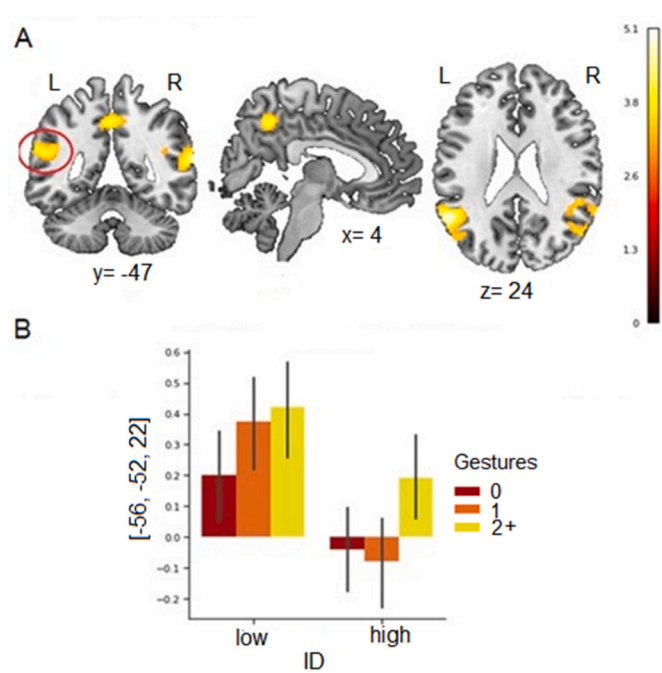 A
L R
y= -47
x= 4
L R
z= 24
5.1
3.8
2.6
1.3
0
B
[-56, -52, 22]
0.6
0.5
0.4
0.3
0.2
0.1
0.0
−0.1
−0.2
low high
ID
Gestures
0
1
2+